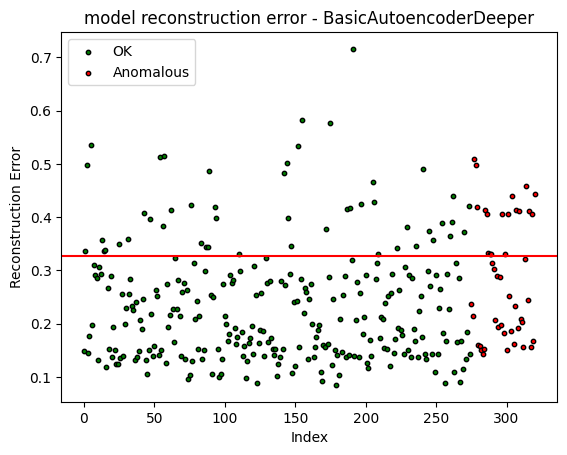 model reconstruction error - BasicAutoencoderDeeper
OK
Anomalous
Reconstruction Error
0.7
0.6
0.5
0.4
0.3
0.2
0.1
0 50 100 150 200 250 300
Index